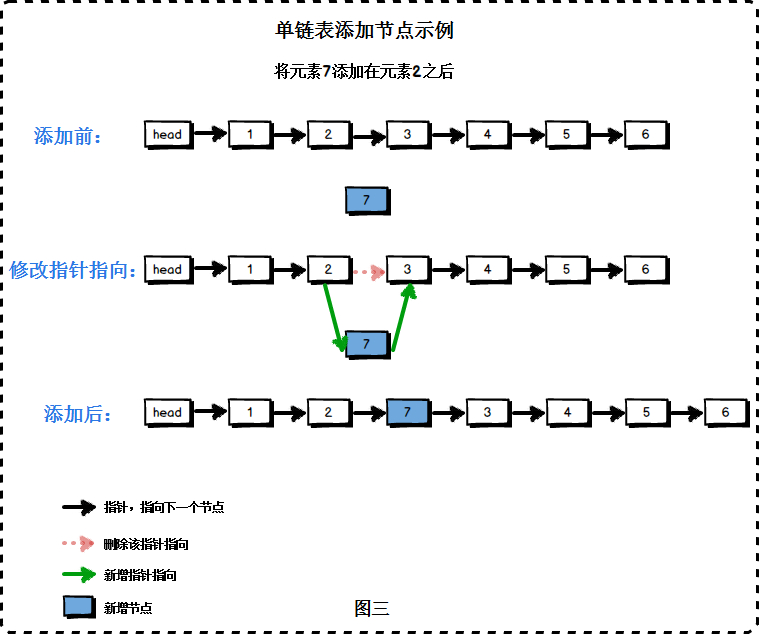 单链表添加节点示例
将元素7添加在元素2之后
添加前: head 1 2 3 4 5 6
7
修改指针指向: head 1 2 3 4 5 6
7
添加后: head 1 2 7 3 4 5 6
指针，指向下一个节点
删除该指针指向
新增指针指向
新增节点
图三